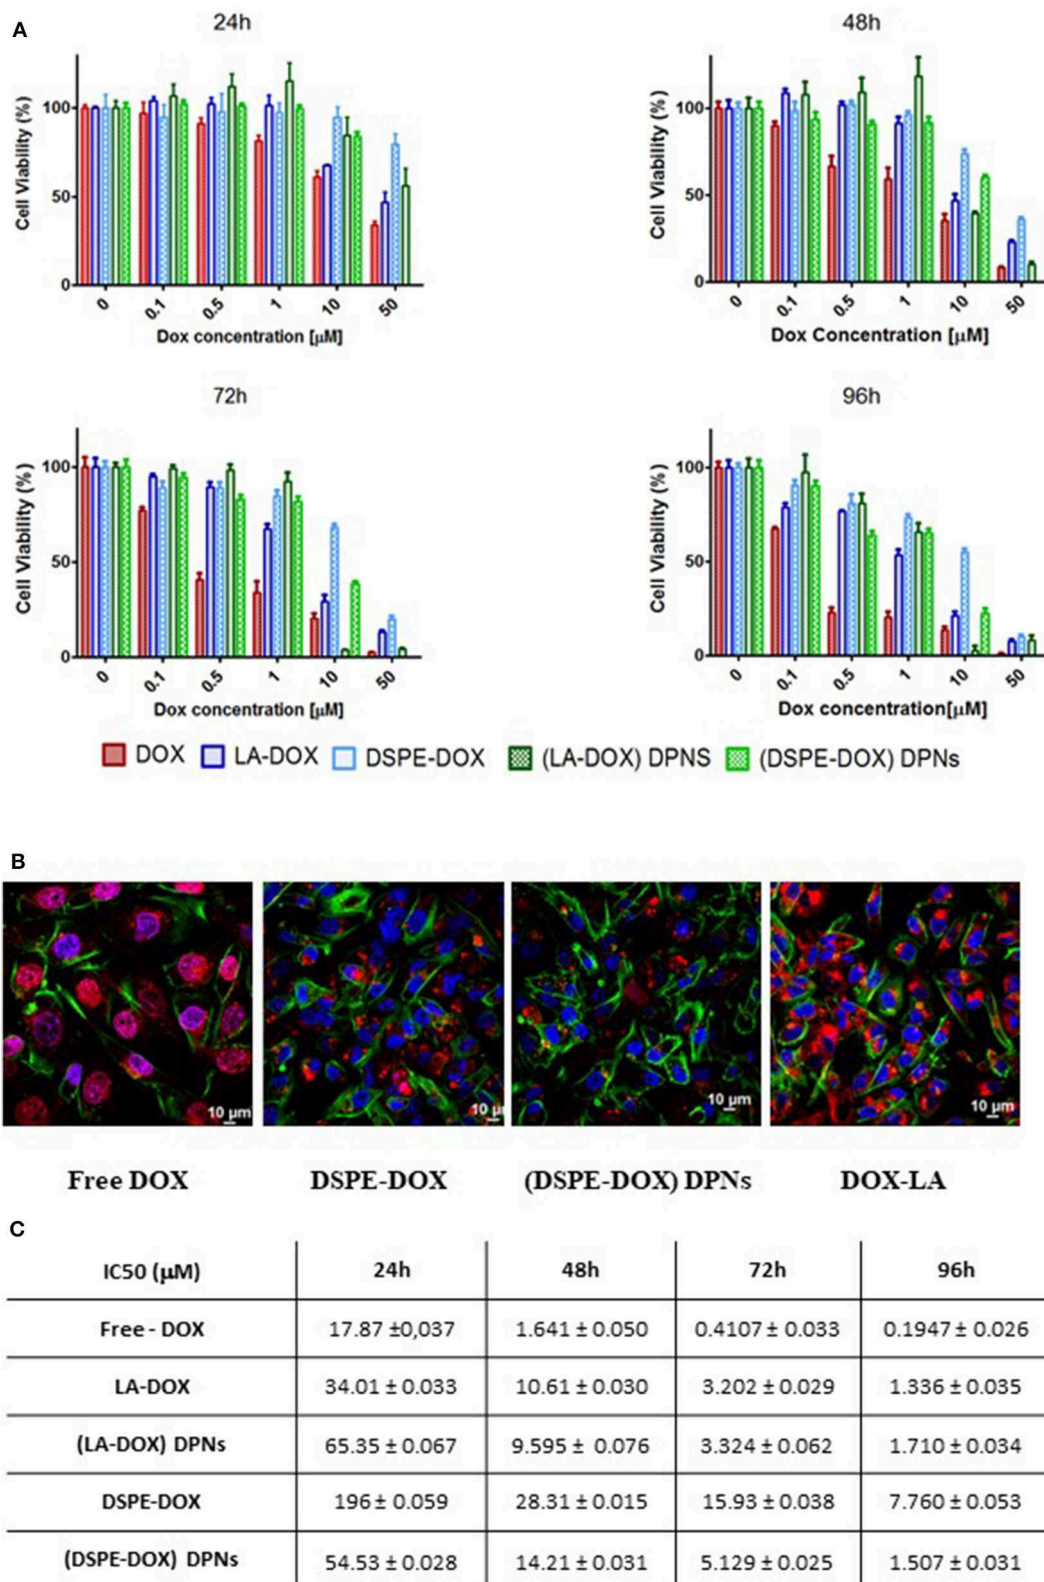 A
24h
48h
Cell Viability (%)
100
50
0
0 0.1 0.5 1 10 50
Dox concentration [μM]
Cell Viability (%)
100
50
0
0 0.1 0.5 1 10 50
Dox Concentration [μM]
72h
96h
Cell Viability (%)
100
50
0
0 0.1 0.5 1 10 50
Dox concentration [μM]
Cell Viability (%)
100
50
0
0 0.1 0.5 1 10 50
Dox concentration[μM]
DOX LA-DOX DSPE-DOX (LA-DOX) DPNS (DSPE-DOX) DPNs
B
10 μm
10 μm
10 μm
10 μm
Free DOX DSPE-DOX (DSPE-DOX) DPNs DOX-LA
C
IC50 (μM) 24h 48h 72h 96h
Free - DOX 17.87 ±0,037 1.641 ± 0.050 0.4107 ± 0.033 0.1947 ± 0.026
LA-DOX 34.01 ± 0.033 10.61 ± 0.030 3.202 ± 0.029 1.336 ± 0.035
(LA-DOX) DPNs 65.35 ± 0.067 9.595 ± 0.076 3.324 ± 0.062 1.710 ± 0.034
DSPE-DOX 196 ± 0.059 28.31 ± 0.015 15.93 ± 0.038 7.760 ± 0.053
(DSPE-DOX) DPNs 54.53 ± 0.028 14.21 ± 0.031 5.129 ± 0.025 1.507 ± 0.031